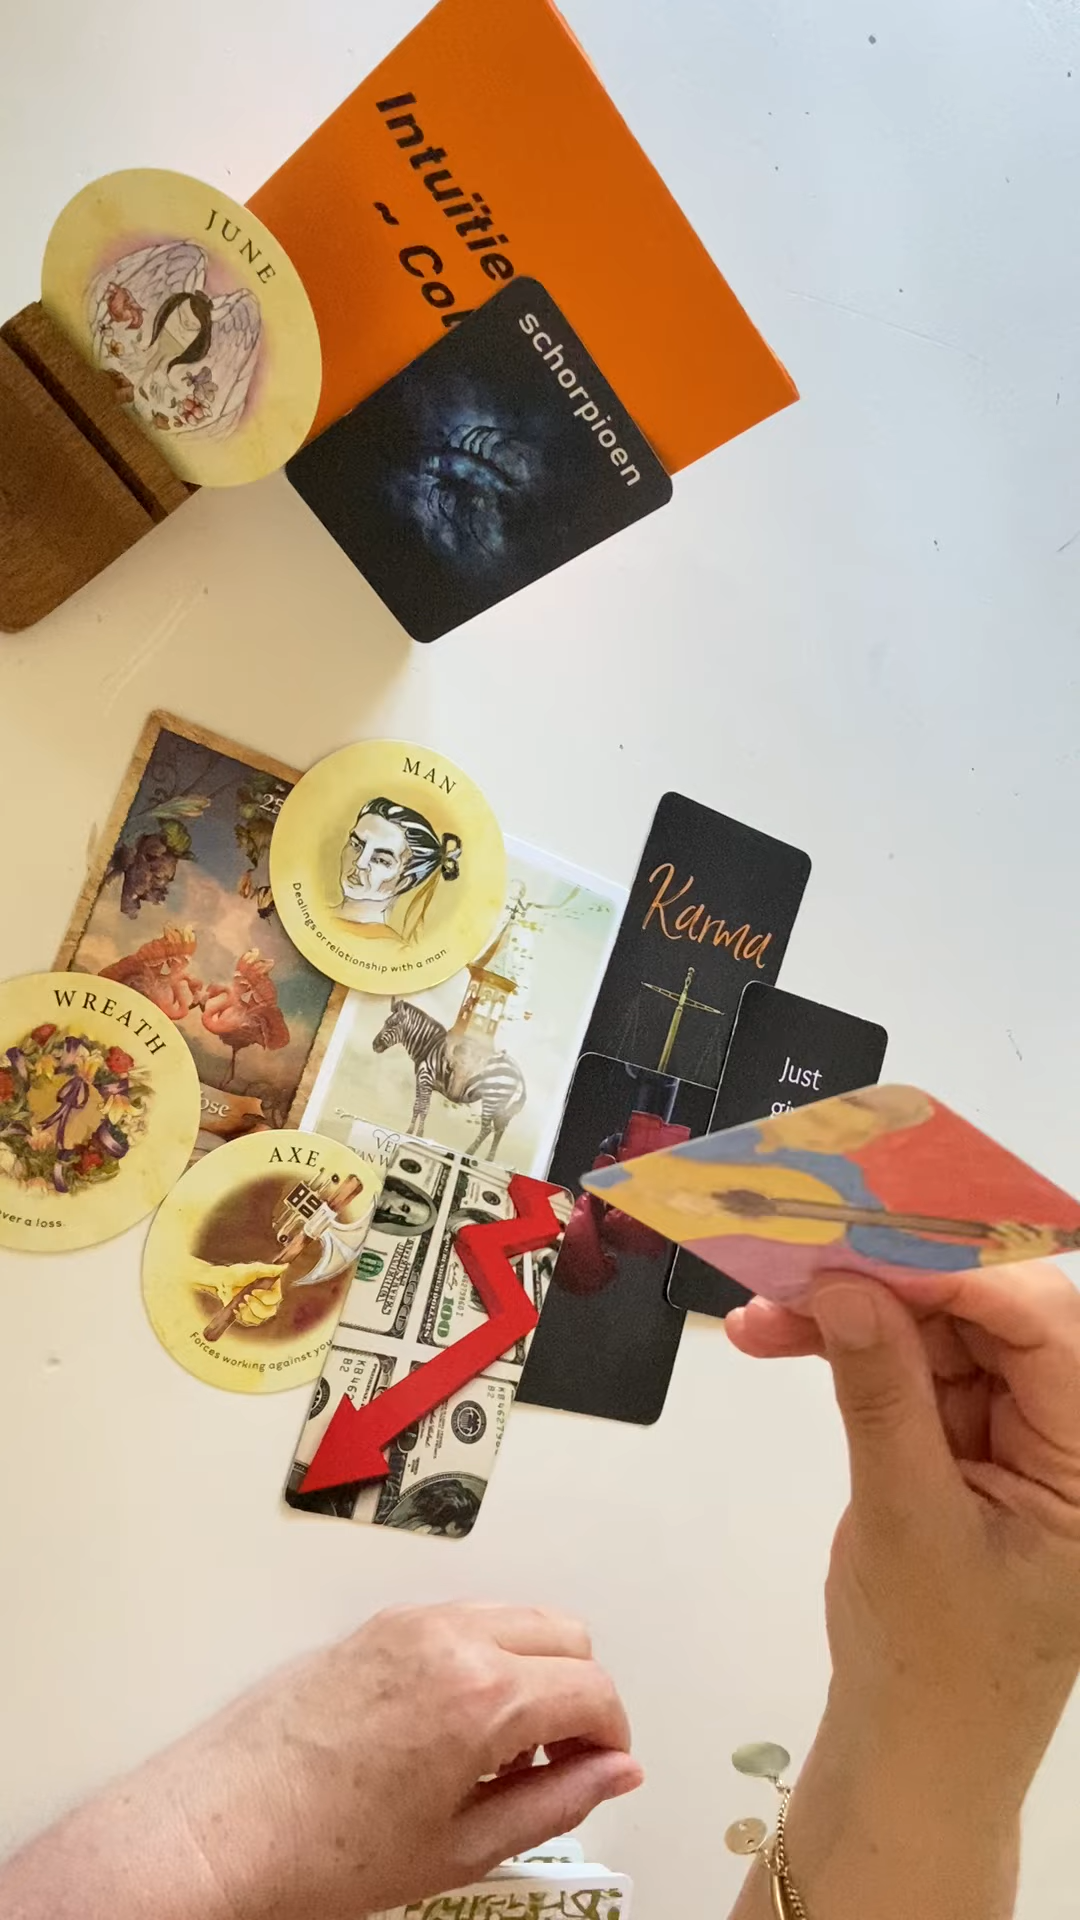 Intuïtie
~ Co
JUNE
schorpioen
MAN
Dealings or relationship with a man.
25
Karma
WREATH
ver a loss.
Just
AXE
Forces working against you